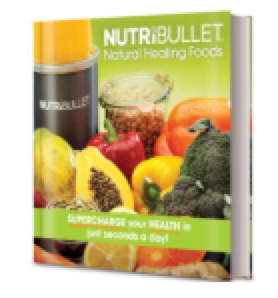 NUTRiBULLET
Natural Healing Foods
NUTRiBULLET
SUPERCHARGE your HEALTH in
just seconds a day!